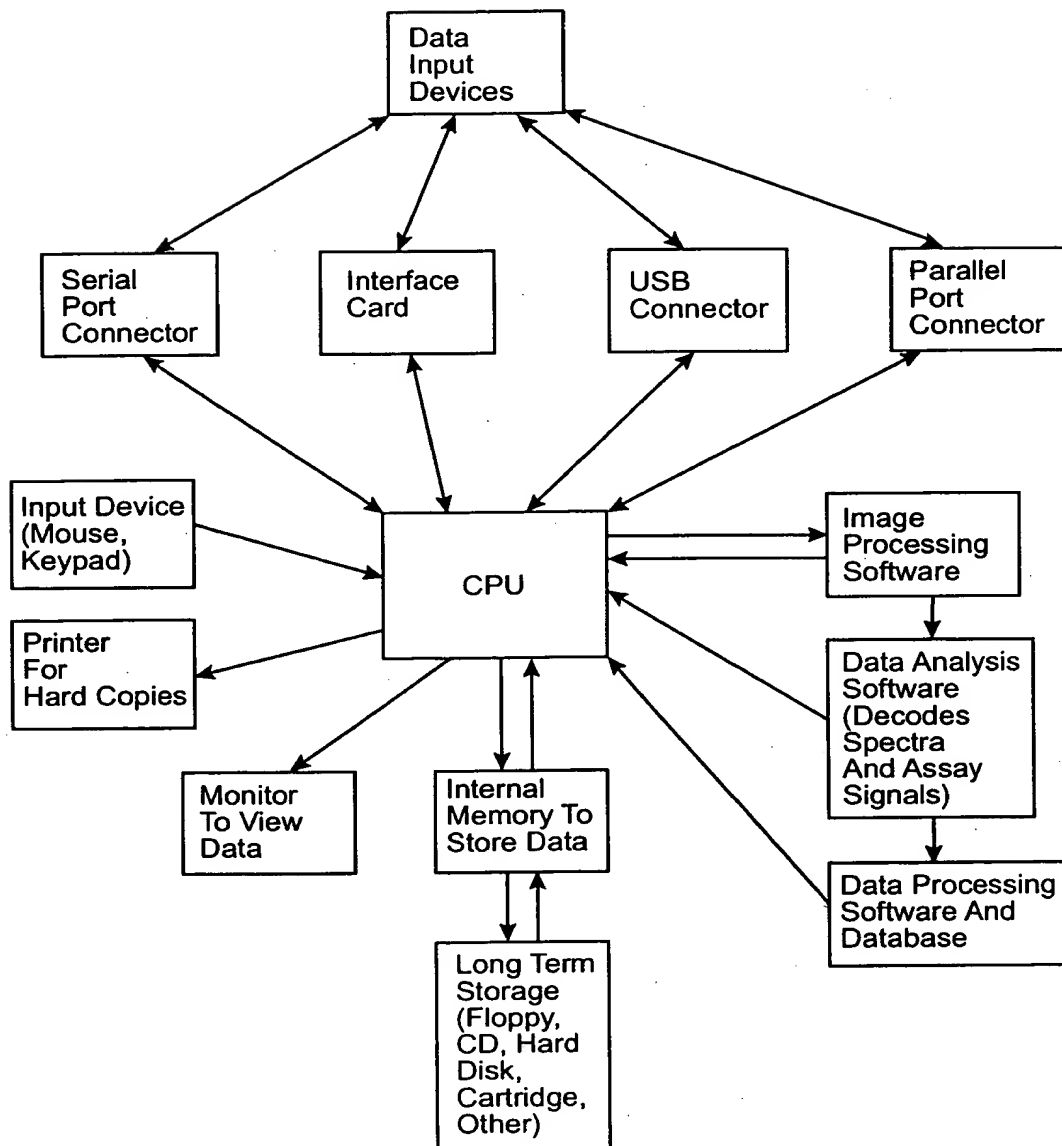 Data
Input
Devices
Serial
Port
Connector
Interface
Card
USB
Connector
Parallel
Port
Connector
Input Device
(Mouse,
Keypad)
CPU
Image
Processing
Software
Printer
For
Hard Copies
Data Analysis
Software
(Decodes
Spectra
And Assay
Signals)
Monitor
To View
Data
Internal
Memory To
Store Data
Data Processing
Software And
Database
Long Term
Storage
(Floppy,
CD, Hard
Disk,
Cartridge,
Other)